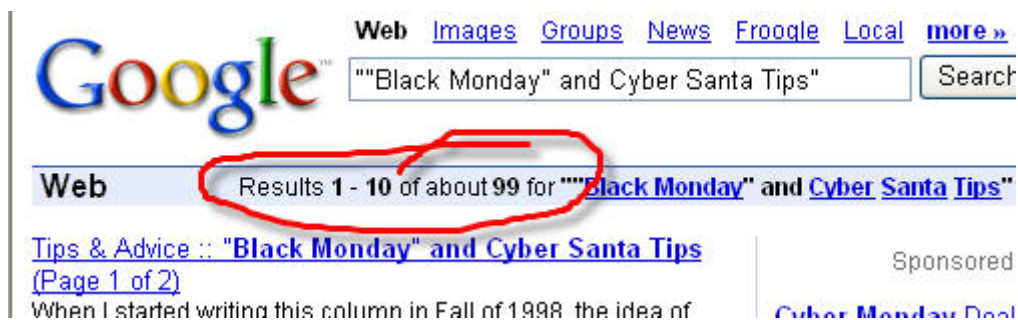 Google™
Web Images Groups News Froogle Local more »
""Black Monday" and Cyber Santa Tips"
Search
Web Results 1 - 10 of about 99 for """Black Monday" and Cyber Santa Tips"
Tips & Advice :: "Black Monday" and Cyber Santa Tips
(Page 1 of 2)
When I started writing this column in Fall of 1998, the idea of
Sponsored
Cyber Monday Deal